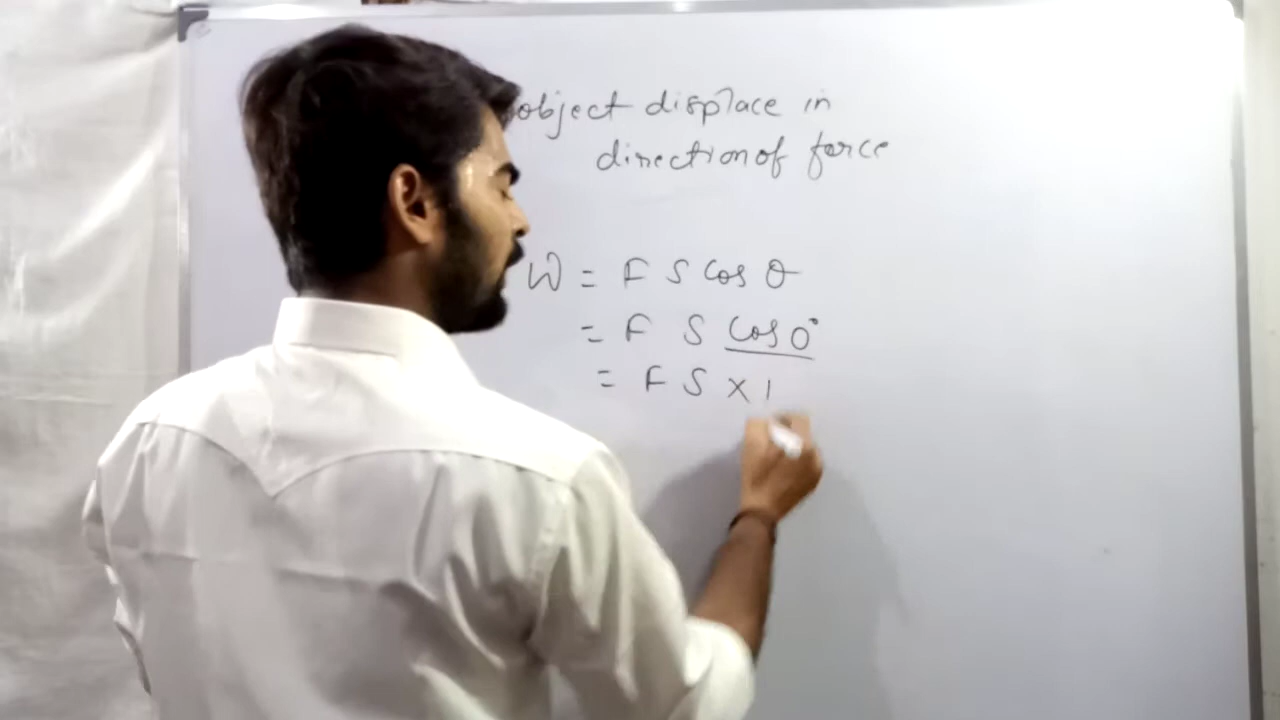 object displace in
direction of force
W = F S cos θ
= F S cos 0°
= F S × 1